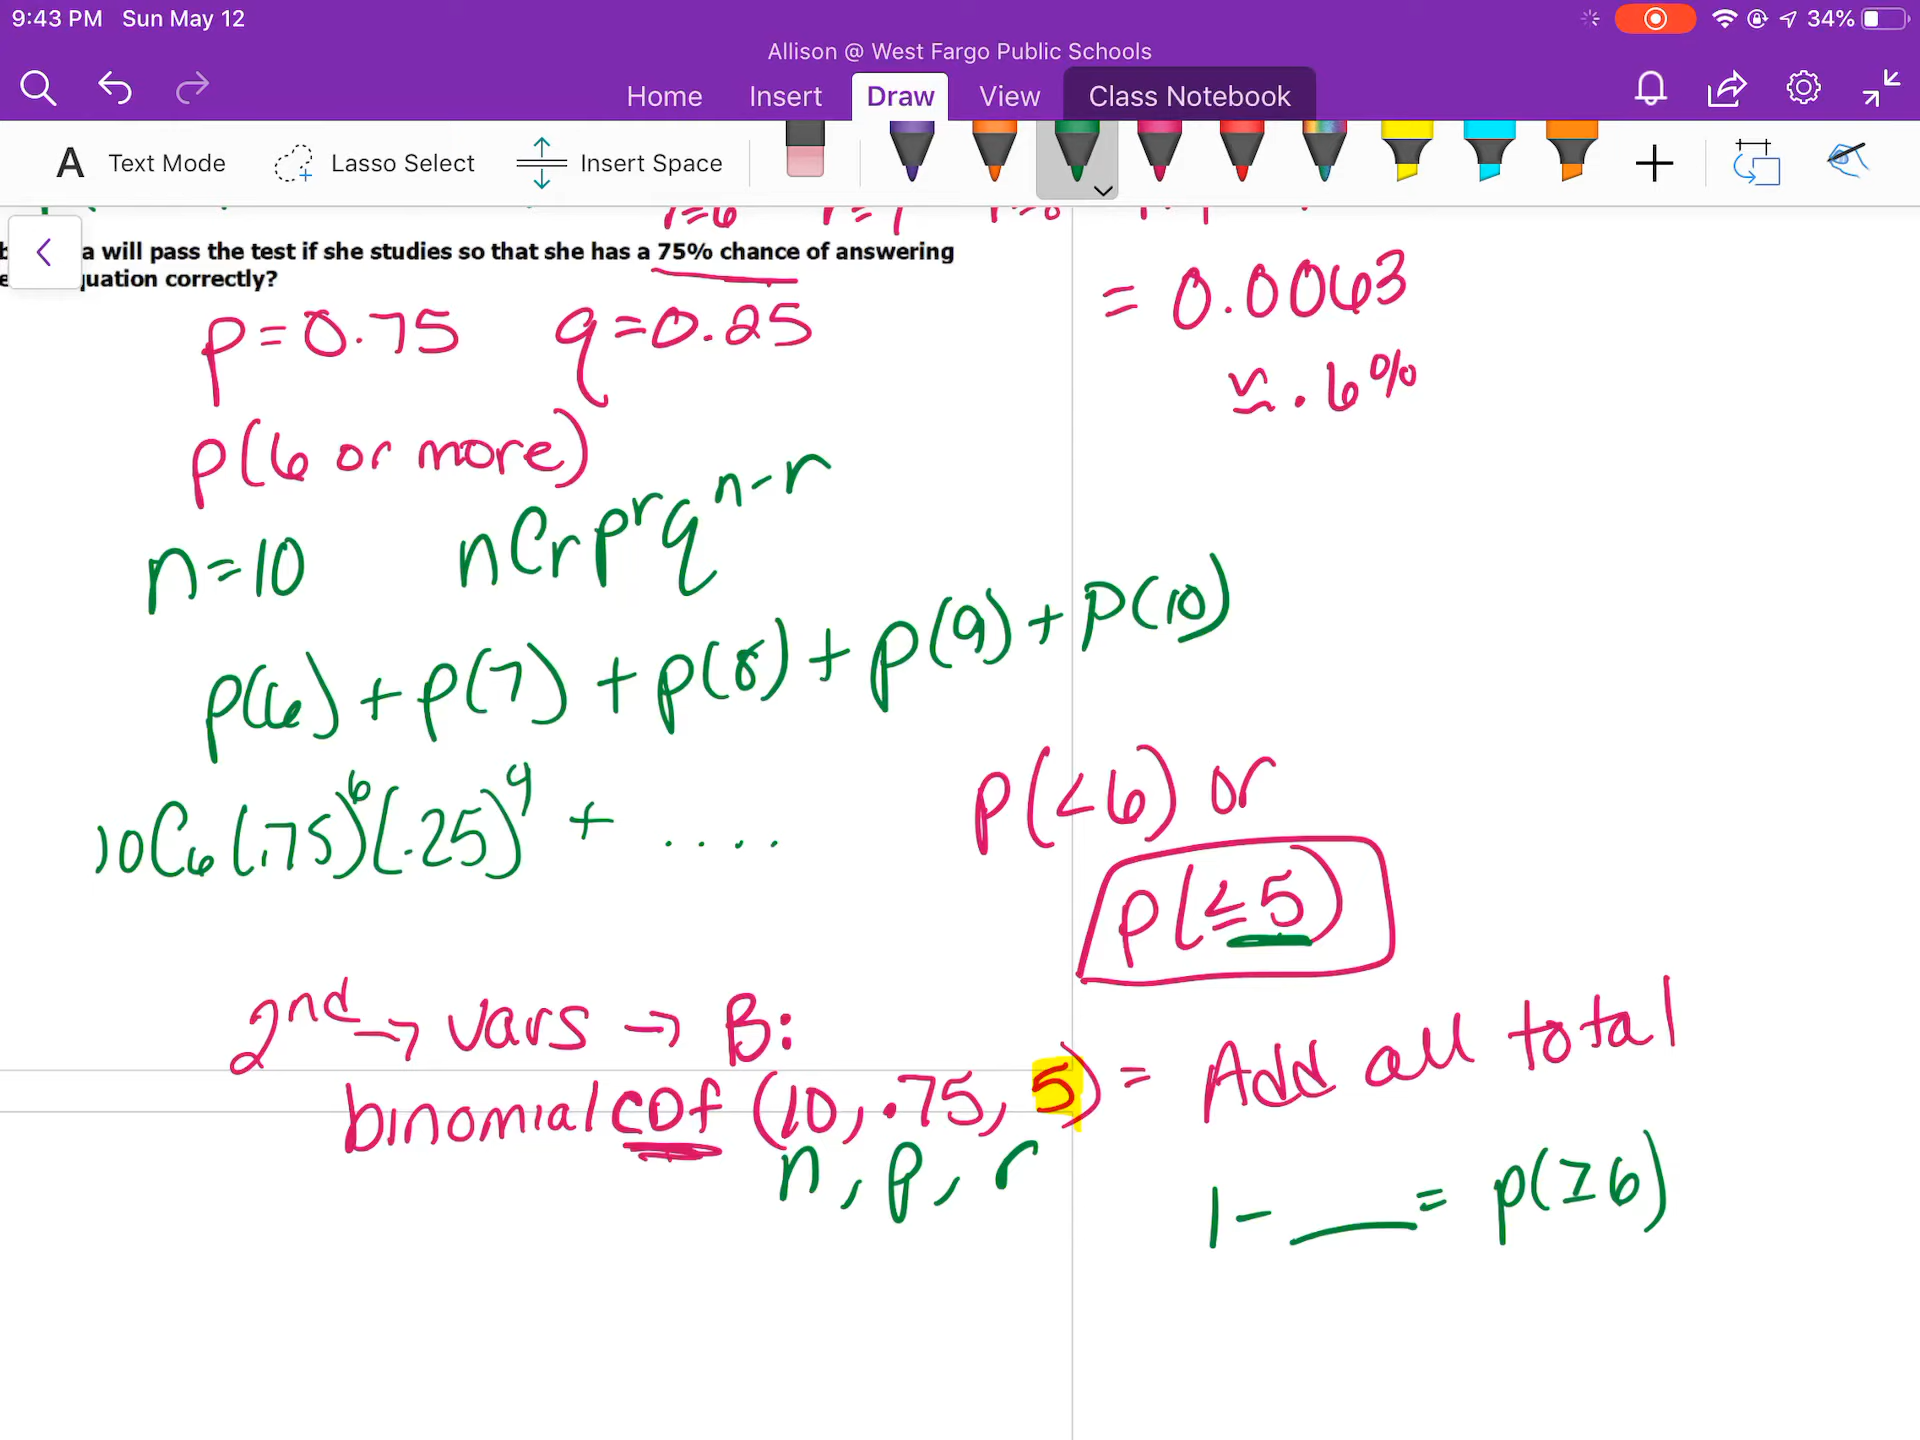 9:43 PM Sun May 12
34%
Allison @ West Fargo Public Schools
Home Insert Draw View Class Notebook
A Text Mode Lasso Select Insert Space
r=6
a will pass the test if she studies so that she has a 75% chance of answering
uation correctly?
= 0.0063
p=0.75 q=0.25
≈.6%
p(6 or more)
n=10 nCr p^r q^n-r
p(6)+p(7)+p(8)+p(9)+p(10)
10C6(.75)^6(.25)^4 + ....
p(<6) or
p(≤5)
2nd → vars → B:
binomialcdf (10, .75, 5) = Add all total
n, p, r
1-___= p(≥6)